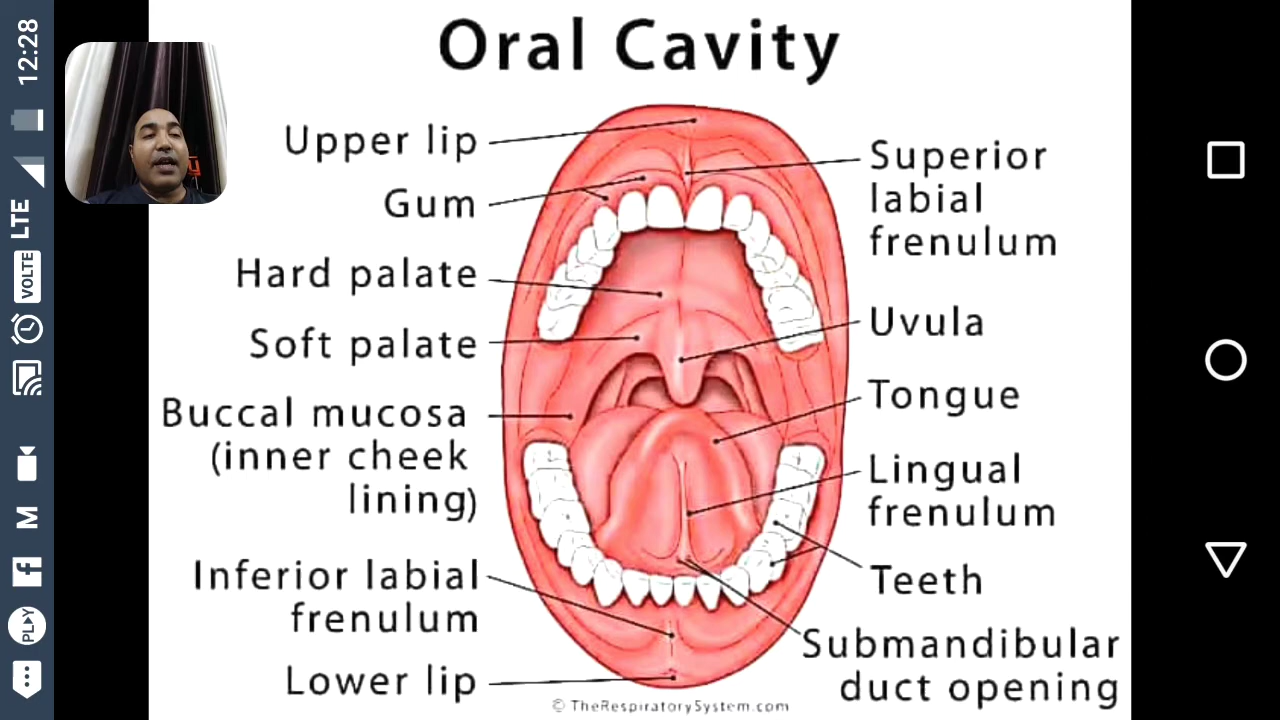 12:28
LTE
VOLTE
M
f
PLAY
Oral Cavity
Upper lip
Gum
Hard palate
Soft palate
Buccal mucosa
(inner cheek
lining)
Inferior labial
frenulum
Lower lip
Superior
labial
frenulum
Uvula
Tongue
Lingual
frenulum
Teeth
Submandibular
duct opening
© TheRespiratorySystem.com